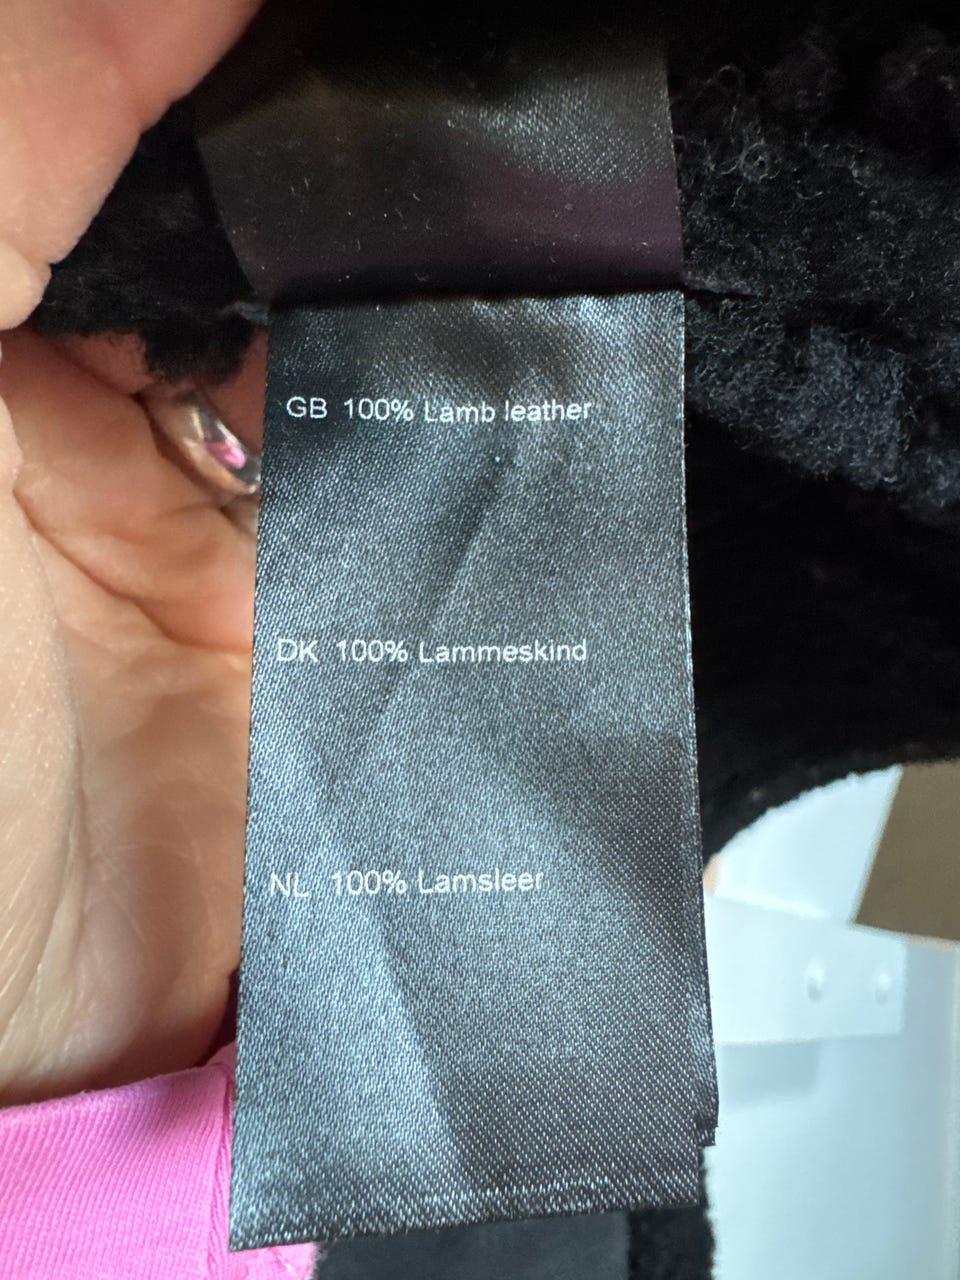 GB 100% Lamb leather
DK 100% Lammeskind
NL 100% Lamsleer